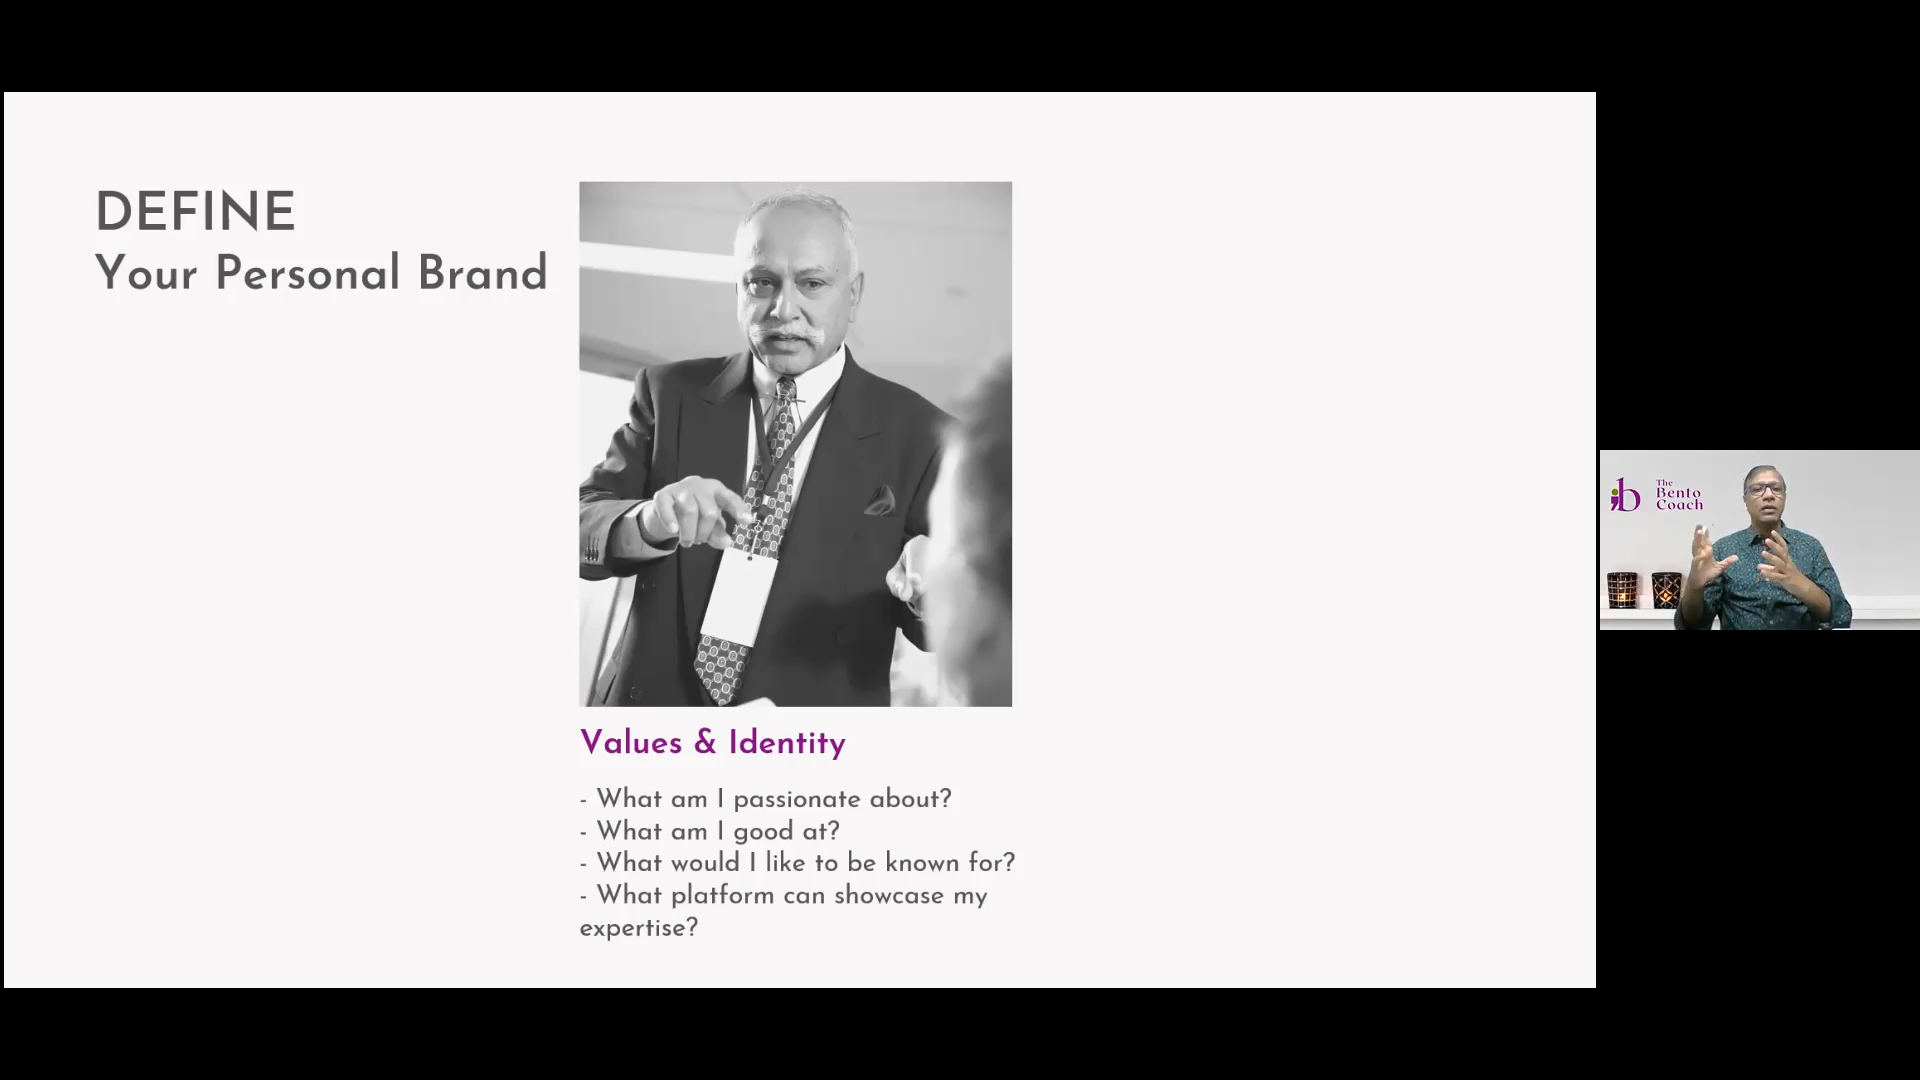 DEFINE
Your Personal Brand
Values & Identity
- What am I passionate about?
- What am I good at?
- What would I like to be known for?
- What platform can showcase my
expertise?
b
The
Bento
Coach